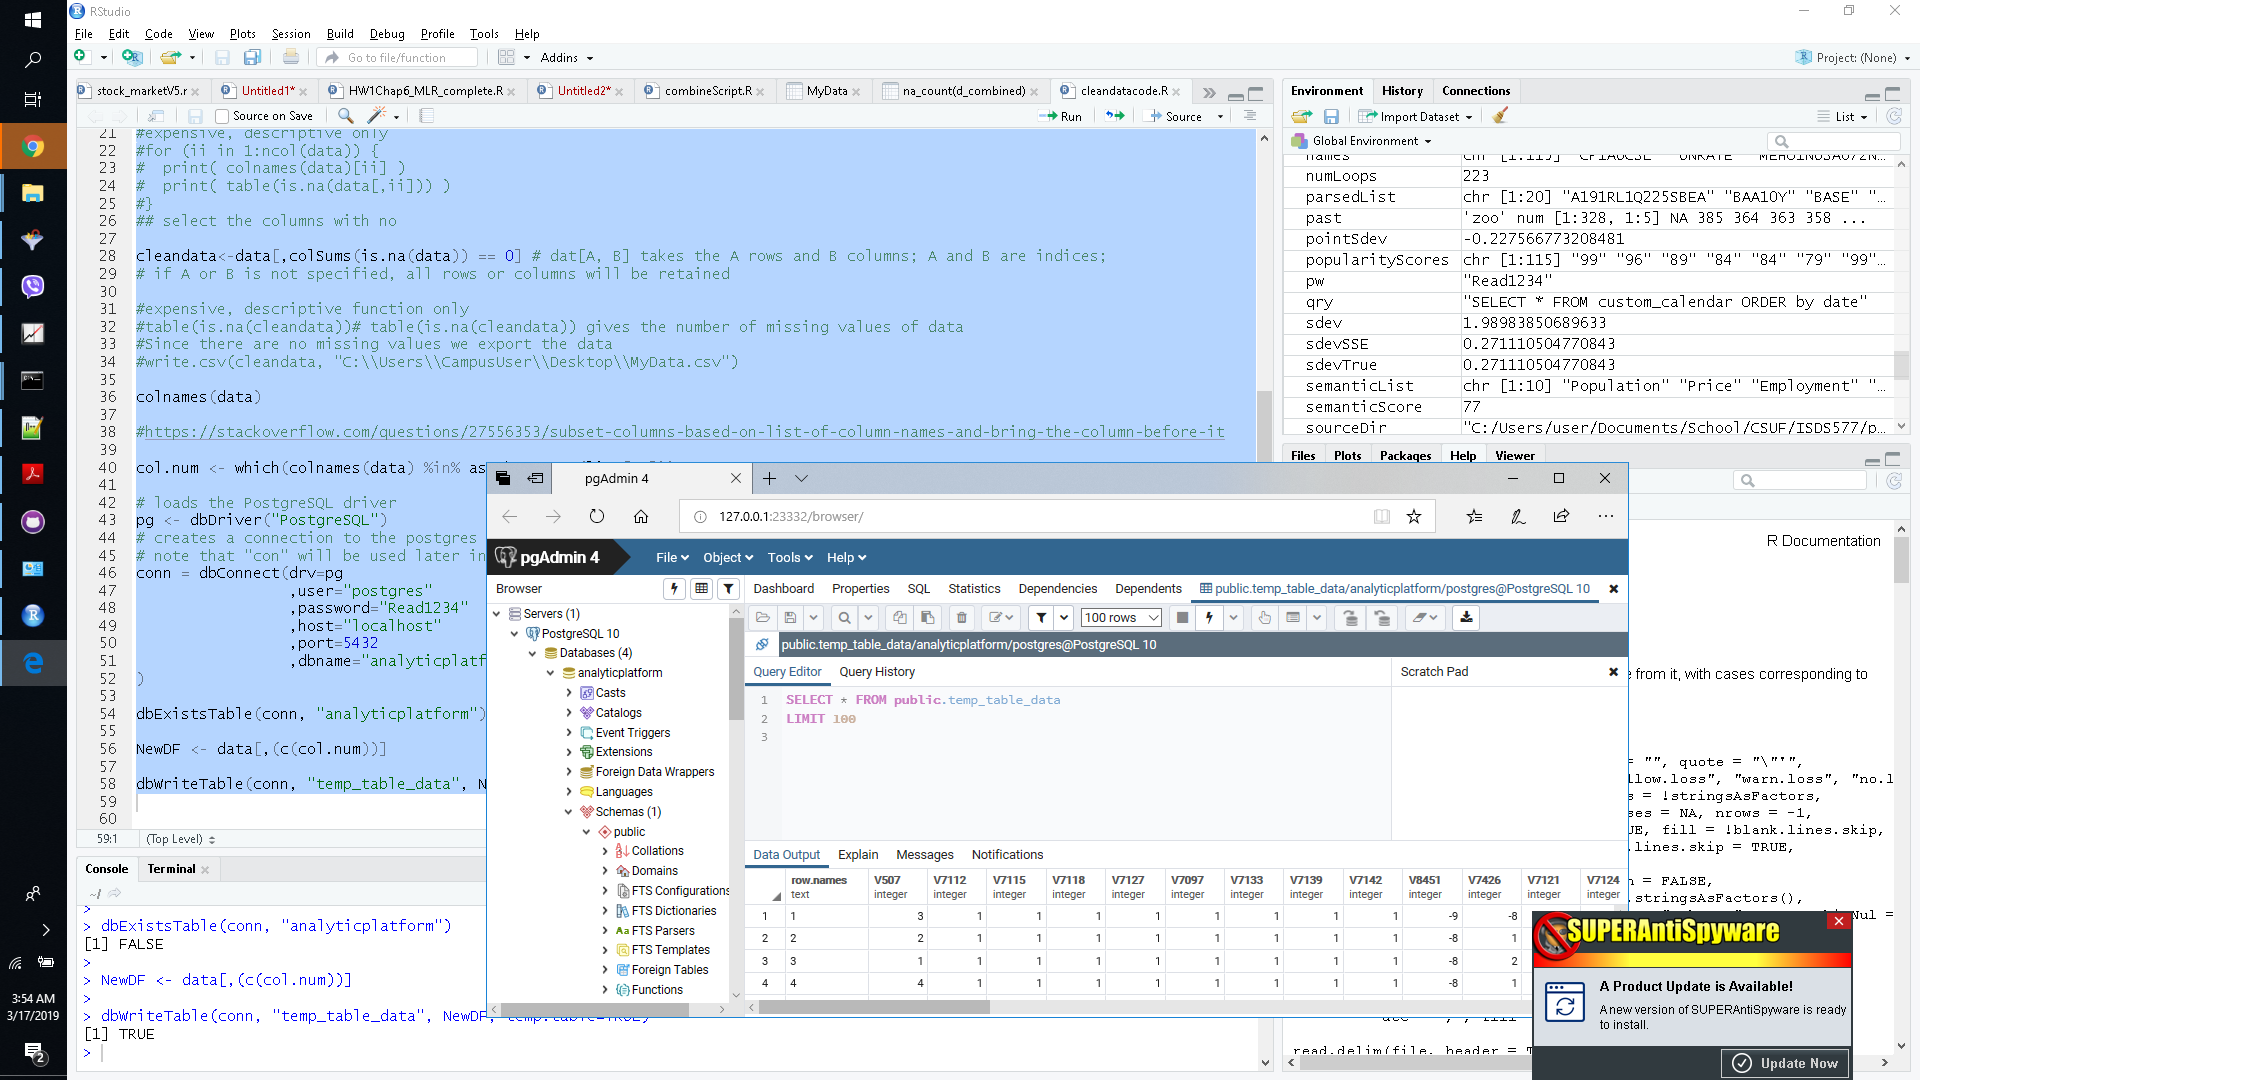 RStudio
File Edit Code View Plots Session Build Debug Profile Tools Help
Go to file/function Addins Project: (None)
stock_marketV5.r Untitled1* HW1Chap6_MLR_complete.R Untitled2* combineScript.R MyData na_count(d_combined) cleandatacode.R
Source on Save Run Source
21 #expensive, descriptive only
22 #for (ii in 1:ncol(data)) {
23 #  print( colnames(data)[ii] )
24 #  print( table(is.na(data[,ii])) )
25 #}
26 ## select the columns with no
27
28 cleandata<-data[,colSums(is.na(data)) == 0] # dat[A, B] takes the A rows and B columns; A and B are indices;
29 # if A or B is not specified, all rows or columns will be retained
30
31 #expensive, descriptive function only
32 #table(is.na(cleandata))# table(is.na(cleandata)) gives the number of missing values of data
33 #Since there are no missing values we export the data
34 #write.csv(cleandata, "C:\\Users\\CampusUser\\Desktop\\MyData.csv")
35
36 colnames(data)
37
38 #https://stackoverflow.com/questions/27556353/subset-columns-based-on-list-of-column-names-and-bring-the-column-before-it
39
40 col.num <- which(colnames(data) %in% as
41
42 # loads the PostgreSQL driver
43 pg <- dbDriver("PostgreSQL")
44 # creates a connection to the postgres
45 # note that "con" will be used later in
46 conn = dbConnect(drv=pg
47 ,user="postgres"
48 ,password="Read1234"
49 ,host="localhost"
50 ,port=5432
51 ,dbname="analyticplatf
52 )
53
54 dbExistsTable(conn, "analyticplatform")
55
56 NewDF <- data[,(c(col.num))]
57
58 dbWriteTable(conn, "temp_table_data", N
59
60
59:1 (Top Level)
Console Terminal
~/
>
> dbExistsTable(conn, "analyticplatform")
[1] FALSE
>
> NewDF <- data[,(c(col.num))]
>
> dbWriteTable(conn, "temp_table_data", NewDF, temp.table=TRUE)
[1] TRUE
>
Environment History Connections
Import Dataset List
Global Environment
names chr [1:115] "CPIAUCSL" "UNRATE" "MEHOINUSA672N…
numLoops 223
parsedList chr [1:20] "A191RL1Q225SBEA" "BAA10Y" "BASE" "…
past 'zoo' num [1:328, 1:5] NA 385 364 363 358 ...
pointSdev -0.227566773208481
popularityScores chr [1:115] "99" "96" "89" "84" "84" "79" "99"…
pw "Read1234"
qry "SELECT * FROM custom_calendar ORDER by date"
sdev 1.98983850689633
sdevSSE 0.271110504770843
sdevTrue 0.271110504770843
semanticList chr [1:10] "Population" "Price" "Employment" "…
semanticScore 77
sourceDir "C:/Users/user/Documents/School/CSUF/ISDS577/p…
Files Plots Packages Help Viewer
R Documentation
from it, with cases corresponding to
= "", quote = "\"'",
llow.loss", "warn.loss", "no.l
s = !stringsAsFactors,
ses = NA, nrows = -1,
UE, fill = !blank.lines.skip,
.lines.skip = TRUE,
= FALSE,
.stringsAsFactors(),
Nul =
read.delim(file, header = T
pgAdmin 4
127.0.0.1:23332/browser/
pgAdmin 4 File Object Tools Help
Browser
Dashboard Properties SQL Statistics Dependencies Dependents public.temp_table_data/analyticplatform/postgres@PostgreSQL 10
Servers (1)
PostgreSQL 10
Databases (4)
analyticplatform
Casts
Catalogs
Event Triggers
Extensions
Foreign Data Wrappers
Languages
Schemas (1)
public
Collations
Domains
FTS Configurations
FTS Dictionaries
Aa FTS Parsers
FTS Templates
Foreign Tables
Functions
100 rows
public.temp_table_data/analyticplatform/postgres@PostgreSQL 10
Query Editor Query History Scratch Pad
1 SELECT * FROM public.temp_table_data
2 LIMIT 100
3
Data Output Explain Messages Notifications
row.names V507 V7112 V7115 V7118 V7127 V7097 V7133 V7139 V7142 V8451 V7426 V7121 V7124
text integer integer integer integer integer integer integer integer integer integer integer integer integer
1 1 3 1 1 1 1 1 1 1 1 -9 -8
2 2 2 1 1 1 1 1 1 1 1 -8 1
3 3 1 1 1 1 1 1 1 1 1 -8 2
4 4 4 1 1 1 1 1 1 1 1 -8 1
SUPERAntiSpyware
A Product Update is Available!
A new version of SUPERAntiSpyware is ready
to install.
Update Now
3:54 AM
3/17/2019
2